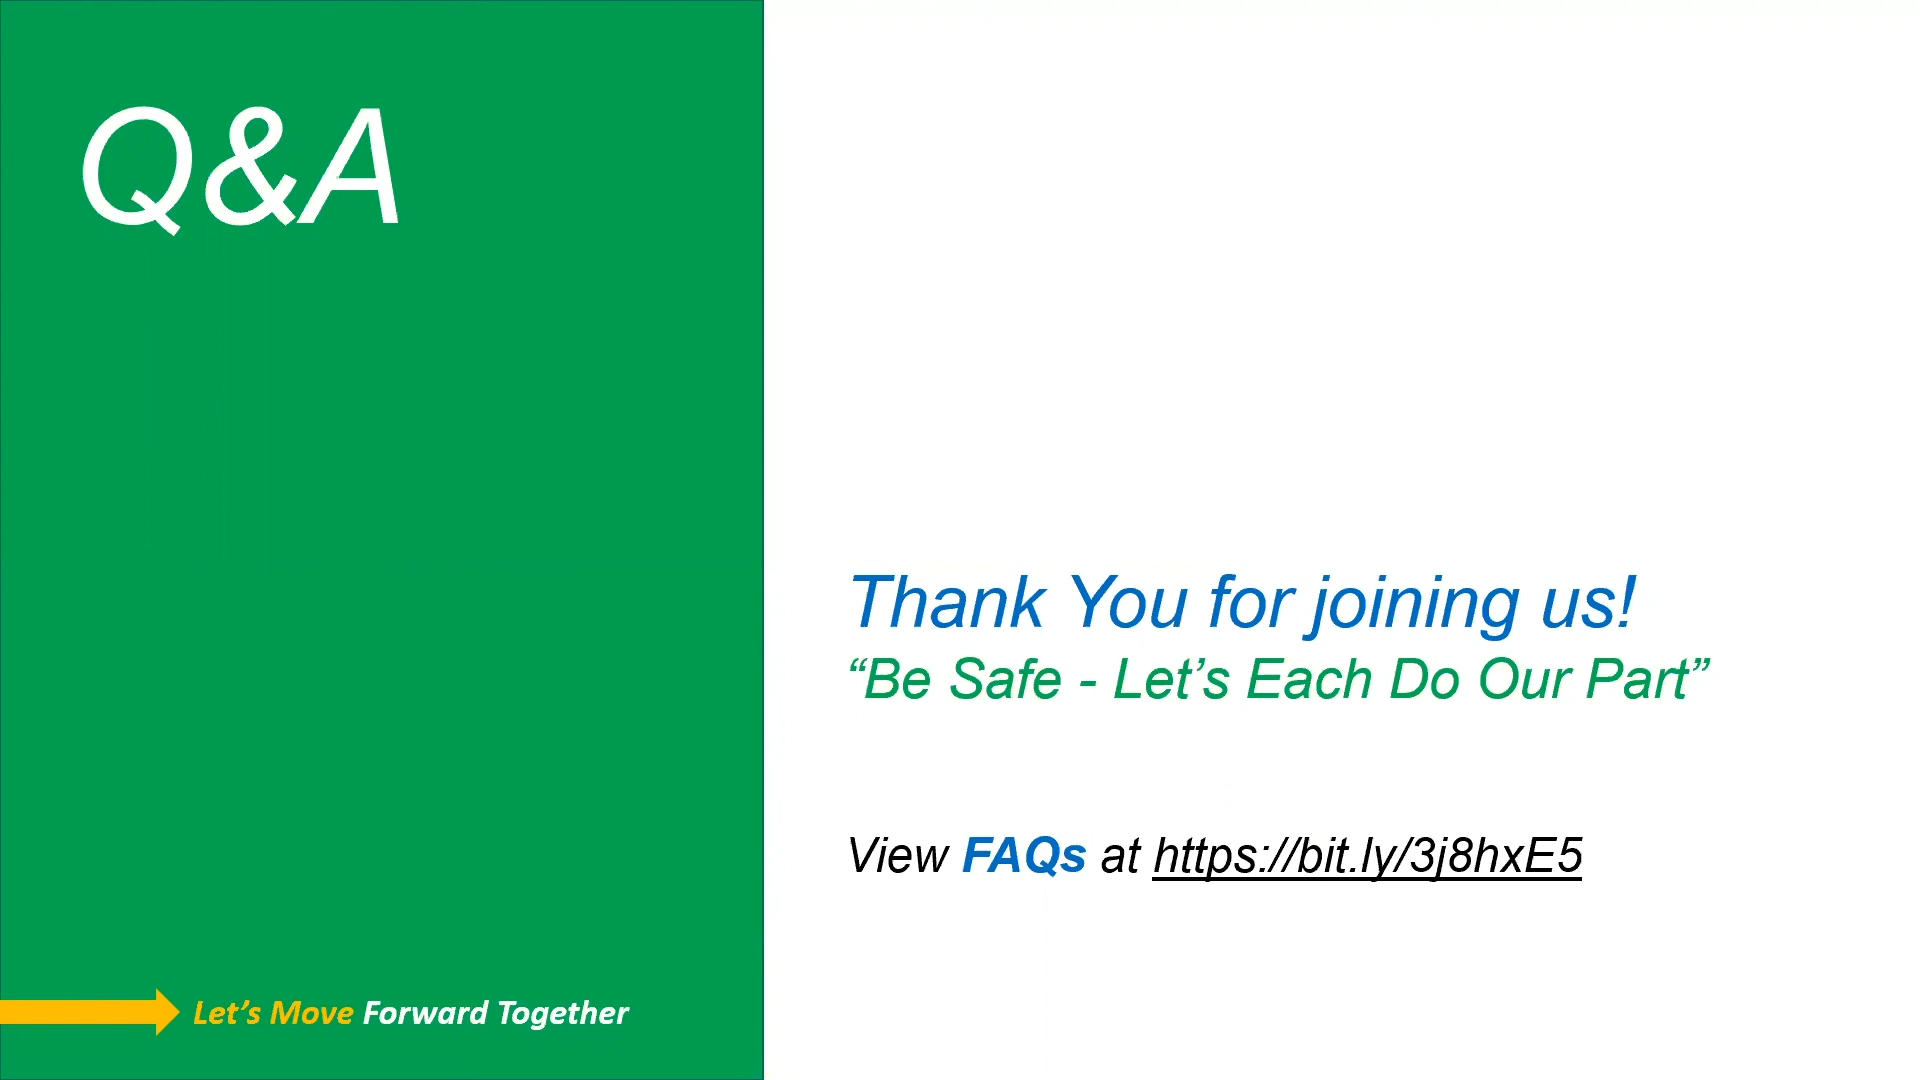 Q&A
Thank You for joining us!
“Be Safe - Let’s Each Do Our Part”
View FAQs at https://bit.ly/3j8hxE5
Let’s Move Forward Together